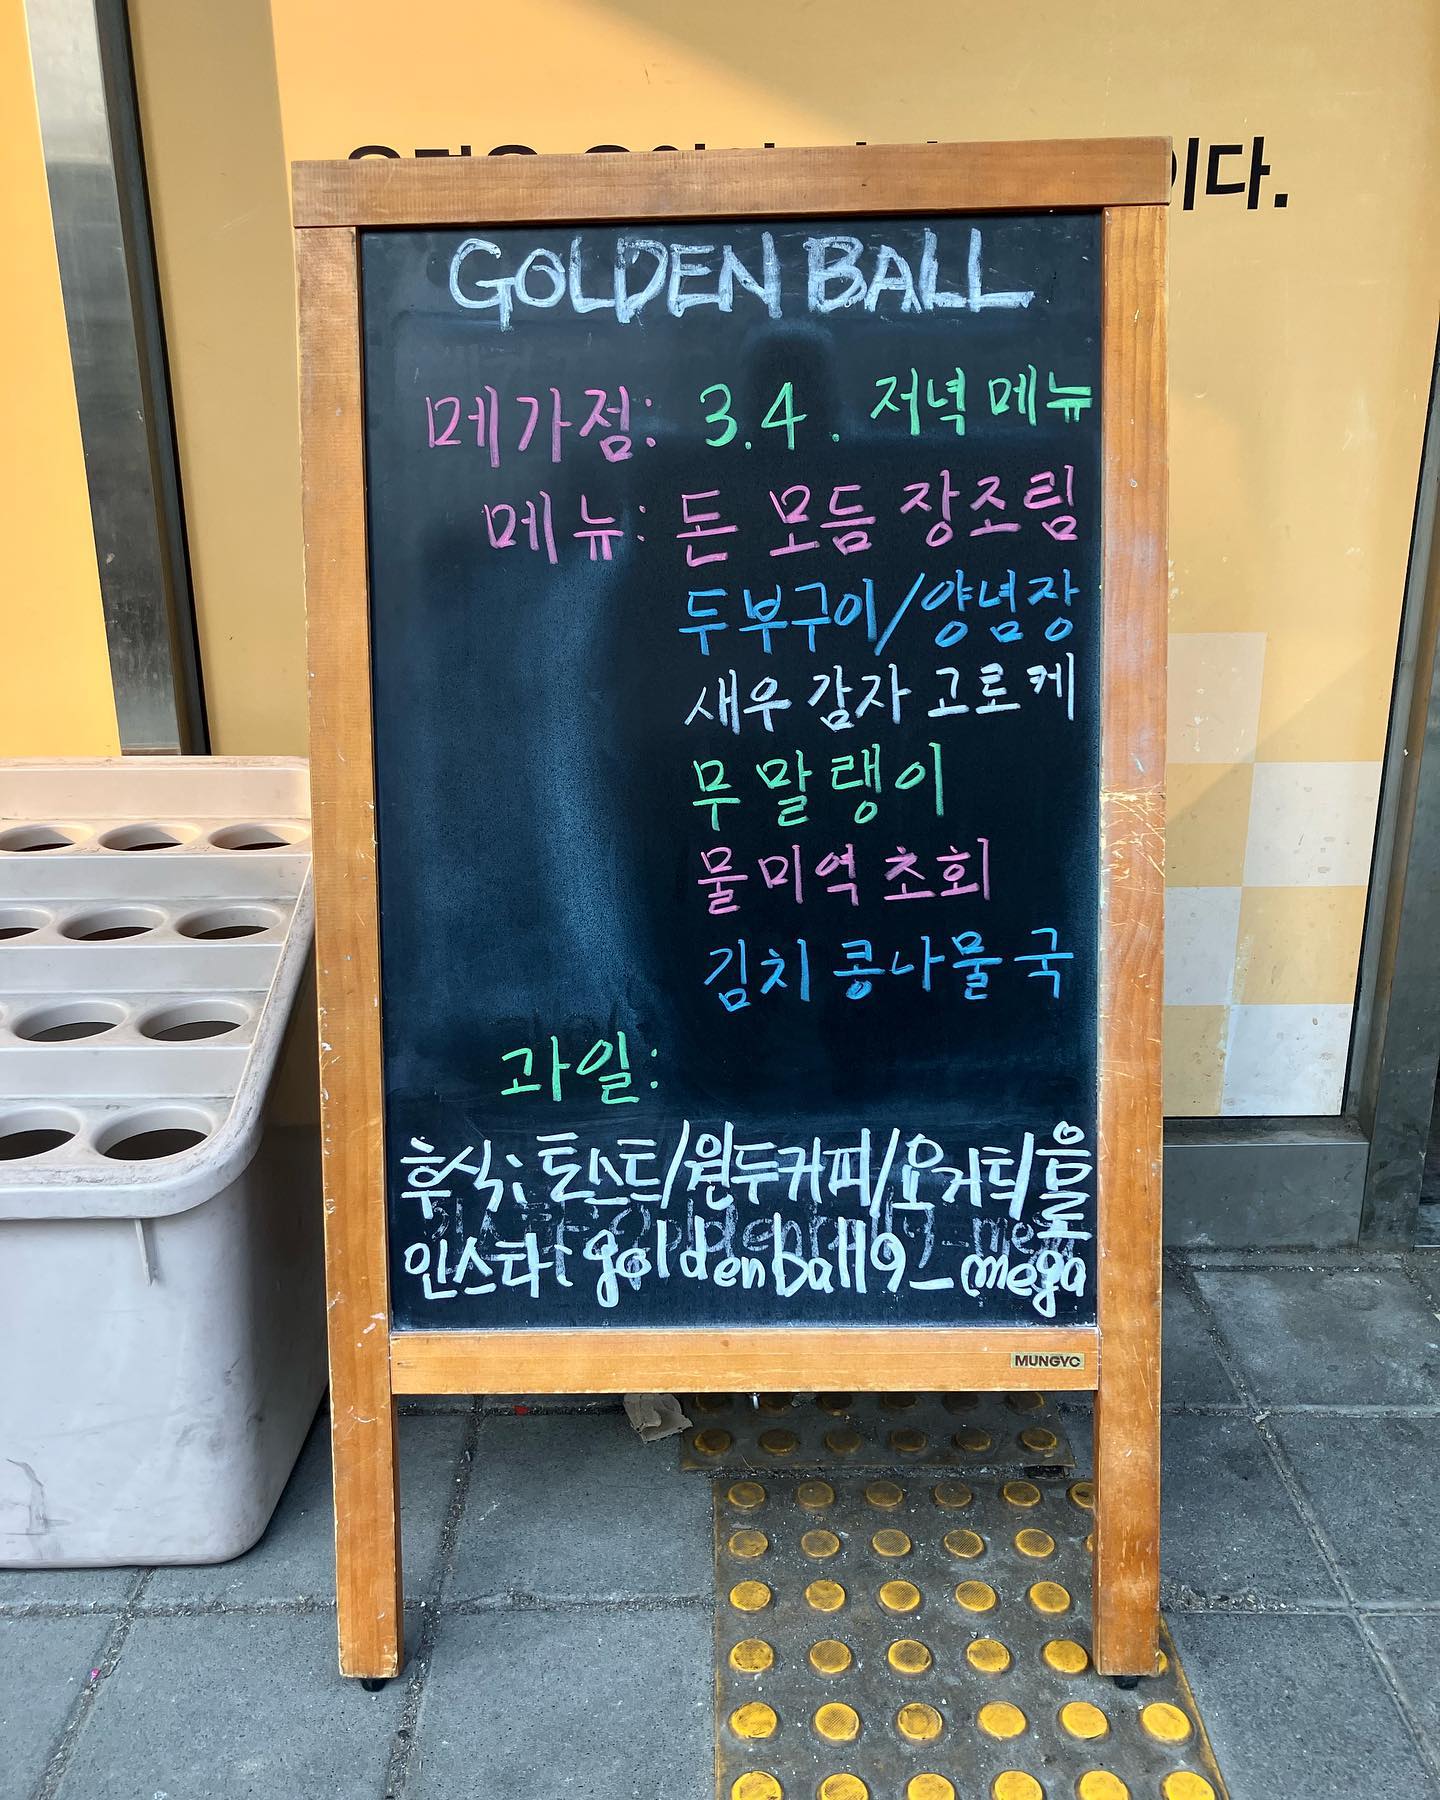 이다.
GOLDEN BALL
메가점: 3.4. 저녁 메뉴
메뉴: 돈 모듬 장조림
두부구이/양념장
새우 감자 고로케
무말랭이
물미역 초회
김치 콩나물국
과일:
후식: 토스트/원두커피/요거트/음료
인스타: goldenball9_mega
MUNGYO